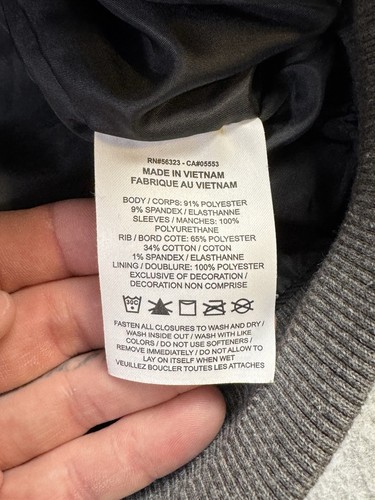 RN#56323 - CA#05553
MADE IN VIETNAM
FABRIQUE AU VIETNAM
BODY / CORPS: 91% POLYESTER
9% SPANDEX / ELASTHANNE
SLEEVES / MANCHES: 100%
POLYURETHANE
RIB / BORD COTE: 65% POLYESTER
34% COTTON / COTON
1% SPANDEX / ELASTHANNE
LINING / DOUBLURE: 100% POLYESTER
EXCLUSIVE OF DECORATION /
DECORATION NON COMPRISE
30C
FASTEN ALL CLOSURES TO WASH AND DRY /
WASH INSIDE OUT / WASH WITH LIKE
COLORS / DO NOT USE SOFTENERS /
REMOVE IMMEDIATELY / DO NOT ALLOW TO
LAY ON ITSELF WHEN WET
VEUILLEZ BOUCLER TOUTES LES ATTACHES